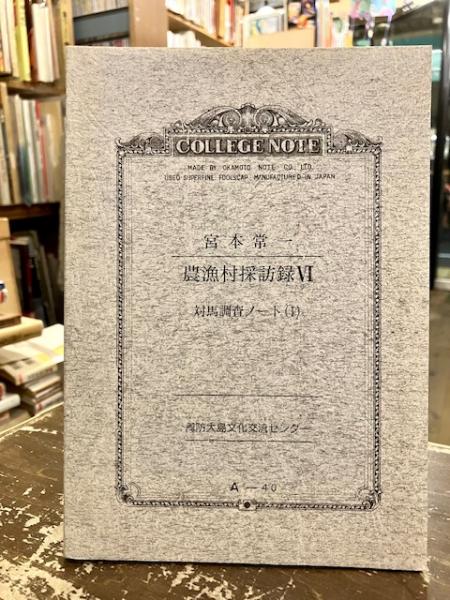 COLLEGE NOTE
MADE BY OKAMOTO NOTE CO. LTD.
USED SUPERFINE FOOLSCAP MANUFACTURED IN JAPAN
宮本常一
農漁村採訪録Ⅵ
対馬調査ノート(1)
周防大島文化交流センター
A-40